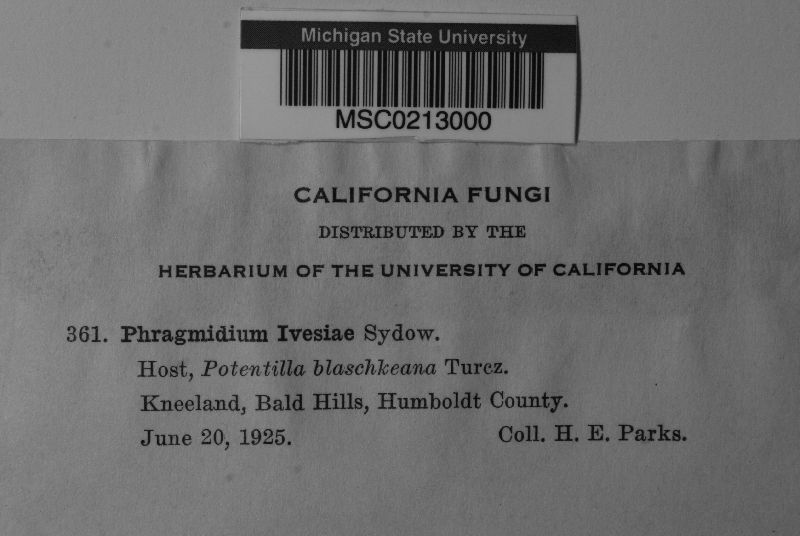 Michigan State University
MSC0213000
CALIFORNIA FUNGI
DISTRIBUTED BY THE
HERBARIUM OF THE UNIVERSITY OF CALIFORNIA
361. Phragmidium Ivesiae Sydow.
Host, Potentilla blaschkeana Turcz.
Kneeland, Bald Hills, Humboldt County.
June 20, 1925. Coll. H. E. Parks.